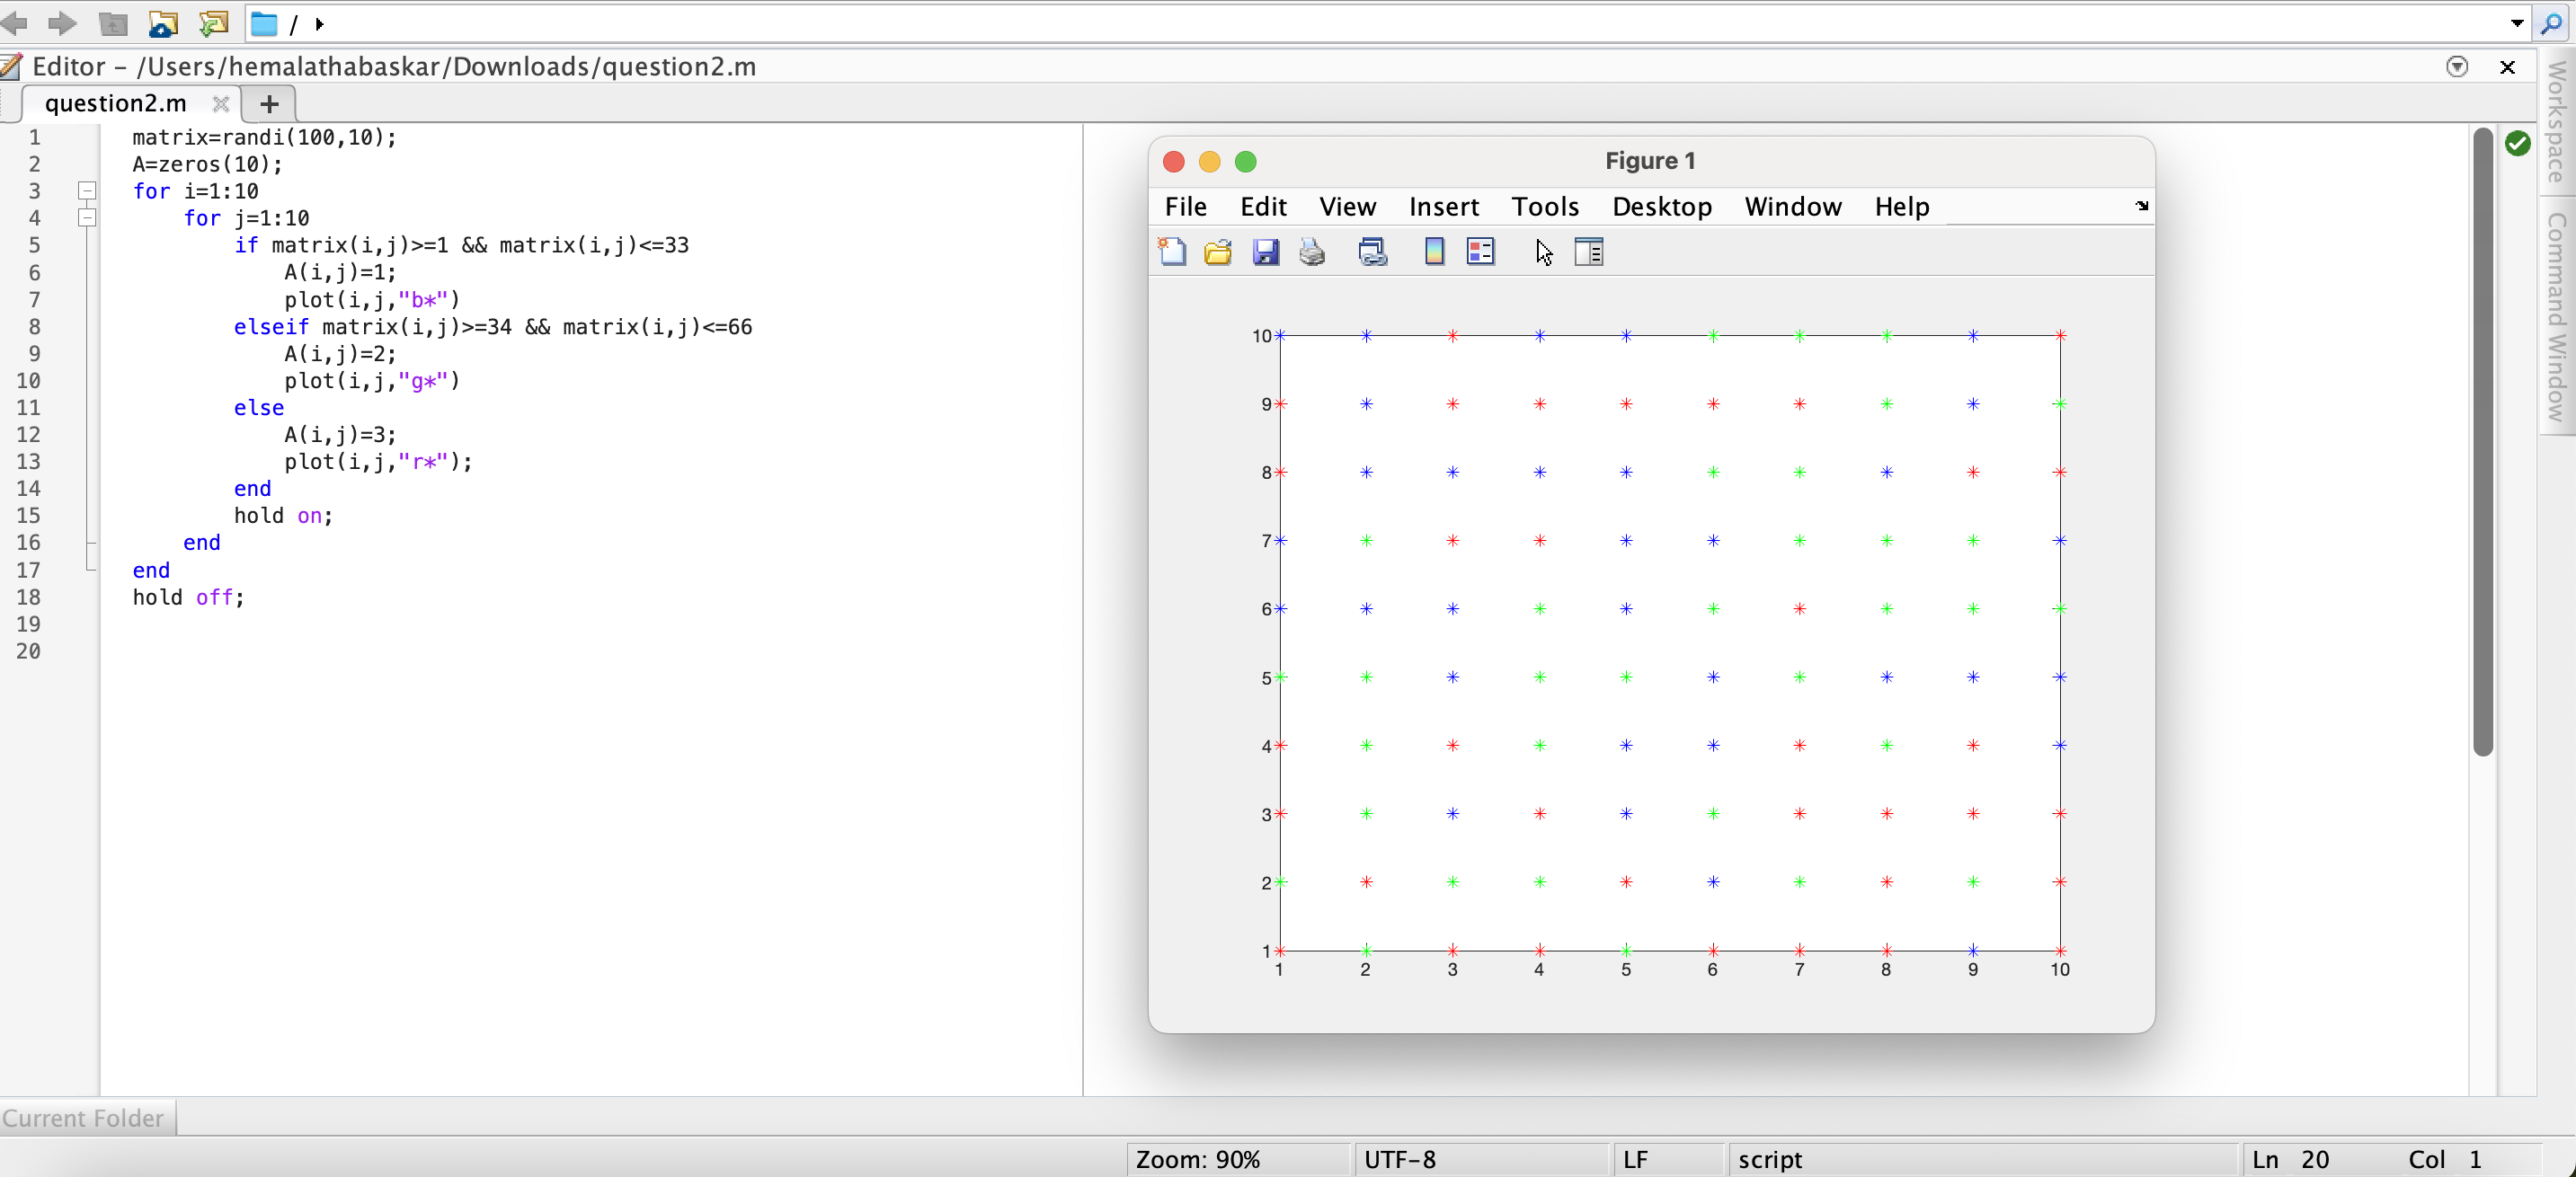 /
Editor – /Users/hemalathabaskar/Downloads/question2.m
question2.m
1 matrix=randi(100,10);
2 A=zeros(10);
3 for i=1:10
4 for j=1:10
5 if matrix(i,j)>=1 && matrix(i,j)<=33
6 A(i,j)=1;
7 plot(i,j,"b*")
8 elseif matrix(i,j)>=34 && matrix(i,j)<=66
9 A(i,j)=2;
10 plot(i,j,"g*")
11 else
12 A(i,j)=3;
13 plot(i,j,"r*");
14 end
15 hold on;
16 end
17 end
18 hold off;
19
20
Figure 1
File Edit View Insert Tools Desktop Window Help
10
9
8
7
6
5
4
3
2
1
1 2 3 4 5 6 7 8 9 10
Workspace
Command Window
Current Folder
Zoom: 90% UTF-8 LF script Ln 20 Col 1